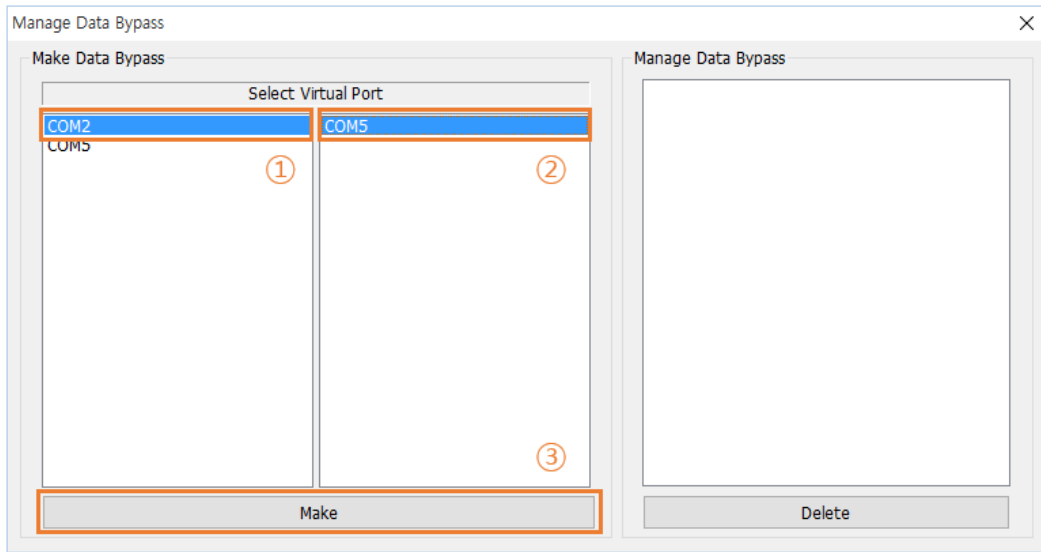 Manage Data Bypass
Make Data Bypass
Select Virtual Port
COM2
COM5
①
COM5
②
③
Make
Manage Data Bypass
Delete